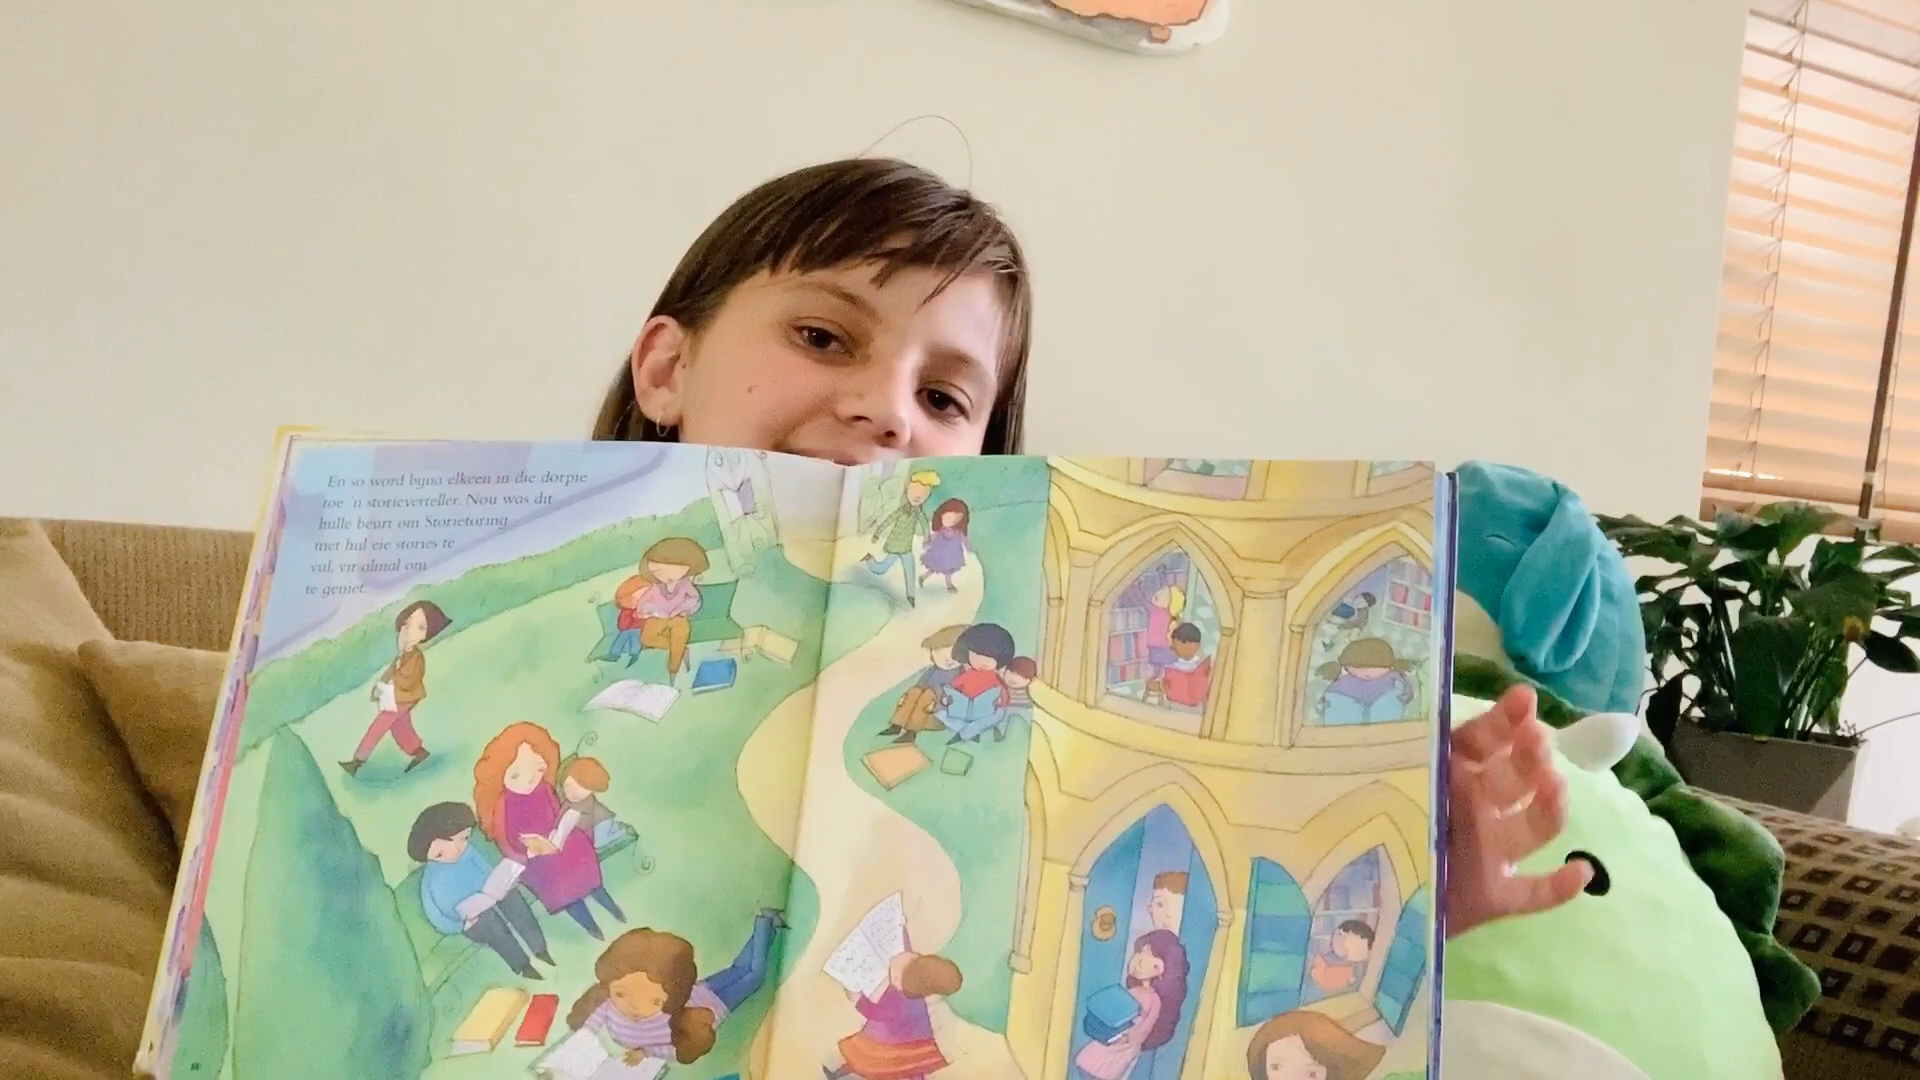 En so word byna elkeen in die dorpie
toe 'n storieverteller. Nou was dit
hulle beurt om Storietoring
met hul eie stories te
vul, vir almal om
te geniet.